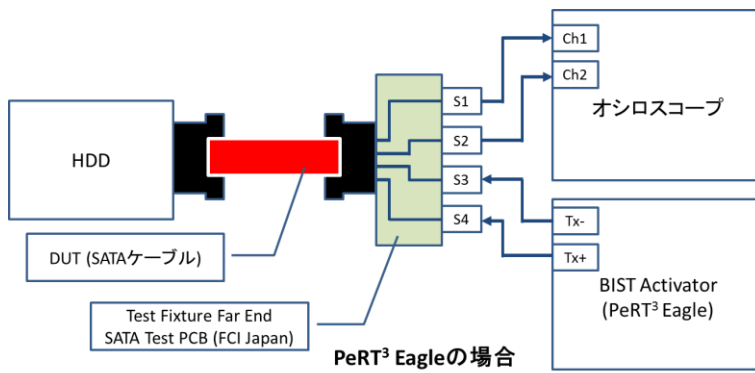 HDD
DUT (SATAケーブル)
Test Fixture Far End
SATA Test PCB (FCI Japan)
S1
S2
S3
S4
Ch1
Ch2
オシロスコープ
Tx-
Tx+
BIST Activator
(PeRT³ Eagle)
PeRT³ Eagleの場合